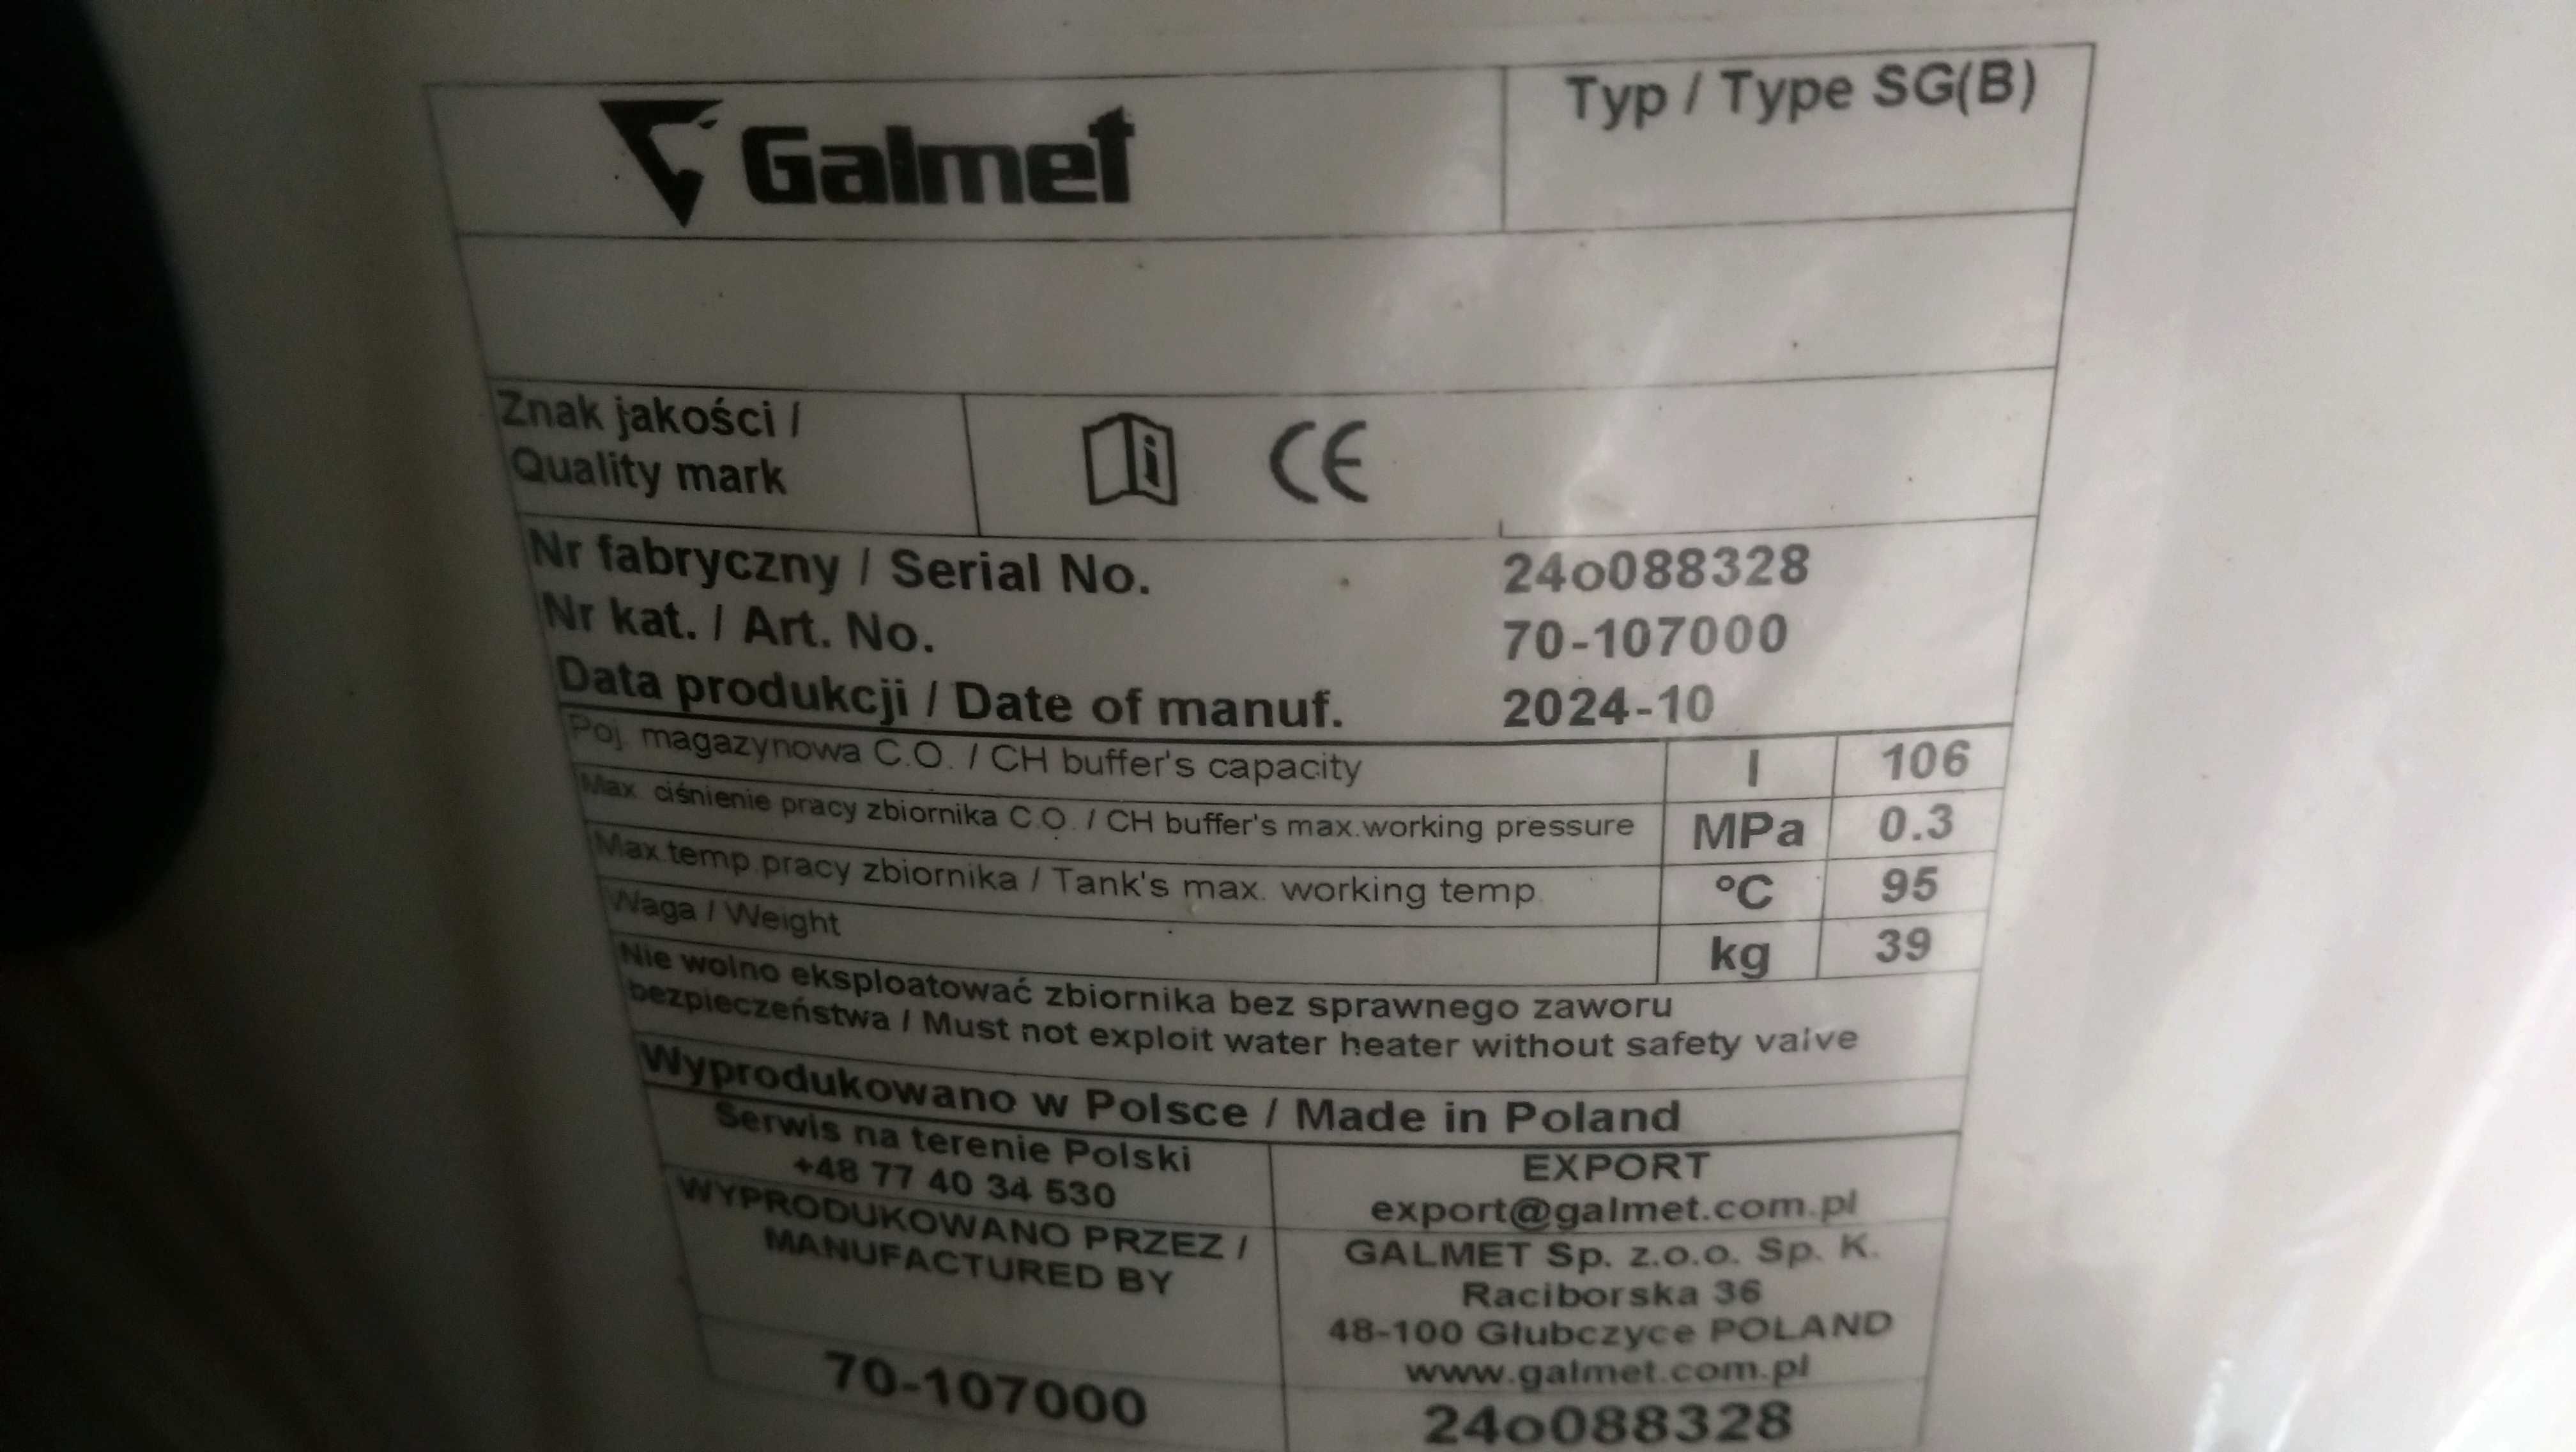 Galmet
Typ / Type SG(B)
Znak jakości /
Quality mark
i CE
Nr fabryczny / Serial No. 24o088328
Nr kat. / Art. No. 70-107000
Data produkcji / Date of manuf. 2024-10
Poj. magazynowa C.O. / CH buffer's capacity l 106
Max. ciśnienie pracy zbiornika C.O. / CH buffer's max.working pressure MPa 0.3
Max.temp.pracy zbiornika / Tank's max. working temp. °C 95
Waga / Weight kg 39
Nie wolno eksploatować zbiornika bez sprawnego zaworu
bezpieczeństwa / Must not exploit water heater without safety valve
Wyprodukowano w Polsce / Made in Poland
Serwis na terenie Polski
+48 77 40 34 530
EXPORT
export@galmet.com.pl
WYPRODUKOWANO PRZEZ /
MANUFACTURED BY
GALMET Sp. z.o.o. Sp. K.
Raciborska 36
48-100 Głubczyce POLAND
www.galmet.com.pl
70-107000
24o088328